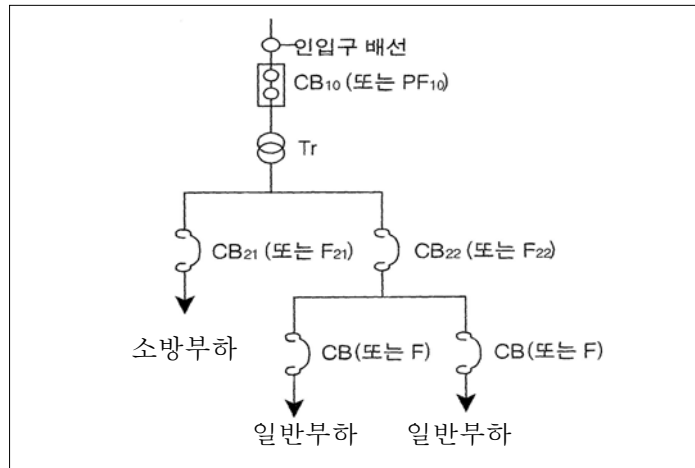 인입구 배선
CB₁₀ (또는 PF₁₀)
Tr
CB₂₁ (또는 F₂₁)
CB₂₂ (또는 F₂₂)
소방부하
CB(또는 F)
CB(또는 F)
일반부하
일반부하